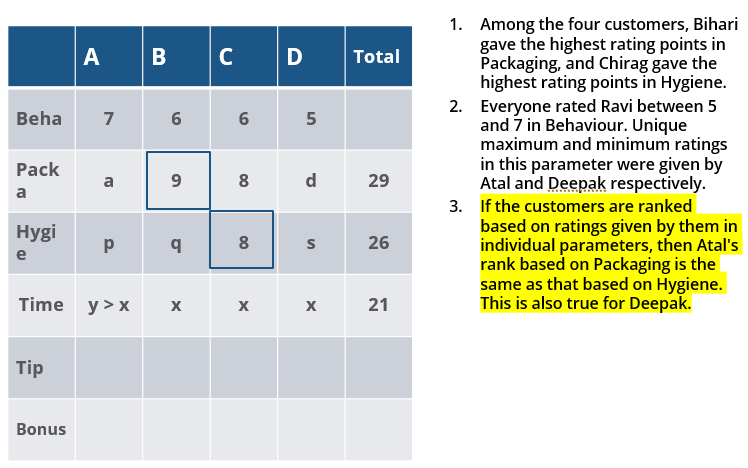 A B C D Total
Beha 7 6 6 5
Pack
a
a 9 8 d 29
Hygi
e
p q 8 s 26
Time y > x x x x 21
Tip
Bonus
1. Among the four customers, Bihari
gave the highest rating points in
Packaging, and Chirag gave the
highest rating points in Hygiene.
2. Everyone rated Ravi between 5
and 7 in Behaviour. Unique
maximum and minimum ratings
in this parameter were given by
Atal and Deepak respectively.
3. If the customers are ranked
based on ratings given by them in
individual parameters, then Atal's
rank based on Packaging is the
same as that based on Hygiene.
This is also true for Deepak.